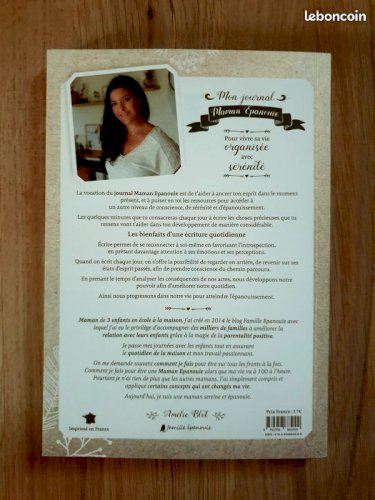 leboncoin
Mon journal
Maman Epanouie
Pour vivre sa vie
organisée
avec
sérénité
La vocation du journal Maman Epanouie est de t'aider à ancrer ton esprit dans le moment
présent, et à puiser en toi les ressources pour accéder à
un autre niveau de conscience, de sérénité et d'épanouissement.
Les quelques minutes que tu consacreras chaque jour à écrire les choses précieuses que tu
ressens vont t'aider dans ton développement de manière considérable.
Les bienfaits d'une écriture quotidienne
Écrire permet de se reconnecter à soi-même en favorisant l'introspection,
en prêtant davantage attention à ses émotions et ses perceptions.
Quand on écrit chaque jour, on s'offre la possibilité de regarder en arrière, de revenir sur ses
états d'esprit passés, afin de prendre conscience du chemin parcouru.
En prenant le temps d'analyser les conséquences de nos actes, nous développons notre
pouvoir afin d'améliorer notre quotidien.
Ainsi nous progressons dans notre vie pour atteindre l'épanouissement.
Maman de 3 enfants en école à la maison, j'ai créé en 2014 le blog Famille Epanouie avec
lequel j'ai eu le privilège d'accompagner des milliers de familles à améliorer la
relation avec leurs enfants grâce à la magie de la parentalité positive.
Je passe mes journées avec les enfants tout en assurant
le quotidien de la maison et mon travail passionnant.
On me demande souvent comment je fais pour être sur tous les fronts à la fois.
Comment je fais pour être une Maman Epanouie alors que ma vie va à 100 à l'heure.
Pourtant je n'ai rien de plus que les autres mamans. J'ai simplement compris et
appliqué certains concepts qui ont changé ma vie.
Aujourd'hui, je suis une maman sereine et épanouie.
Amélie Blot
famille épanouie
Imprimé en France
Prix France : 17€